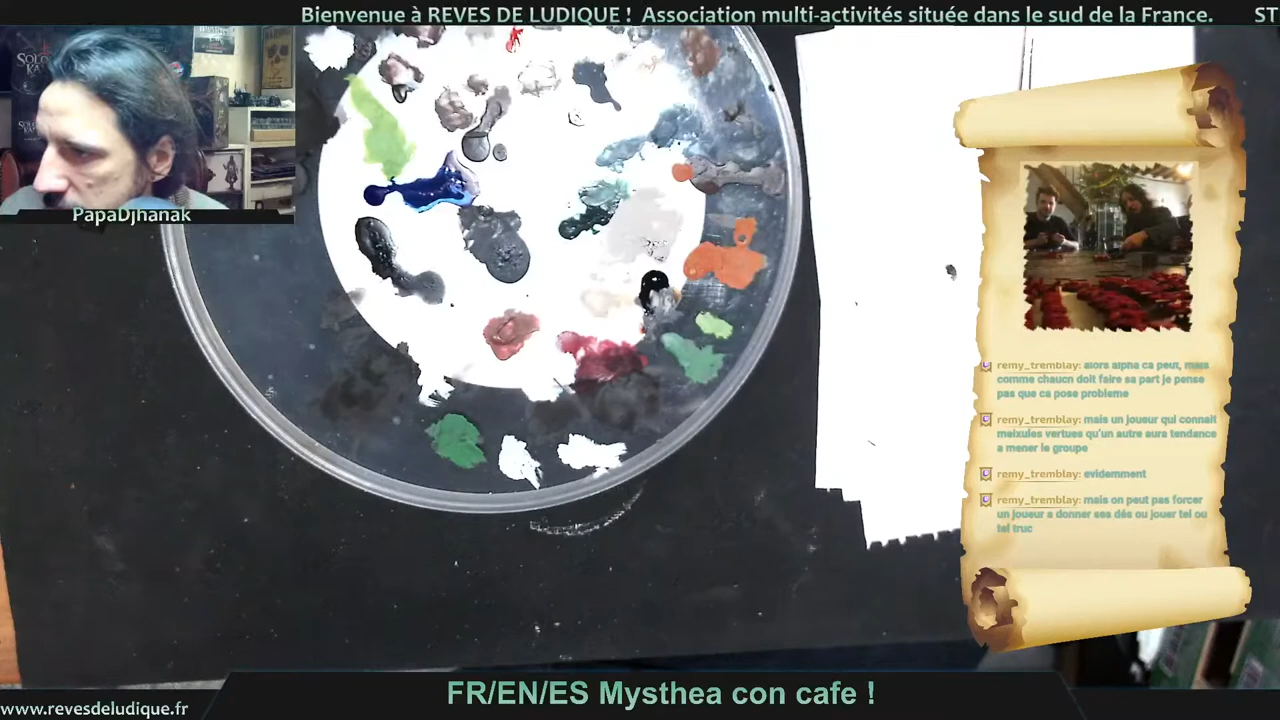 Bienvenue à REVES DE LUDIQUE ! Association multi-activités située dans le sud de la France. ST
PapaDjhanak
remy_tremblay: alors alpha ca peut, mais
comme chaucn doit faire sa part je pense
pas que ca pose probleme
remy_tremblay: mais un joueur qui connait
meixules vertues qu'un autre aura tendance
a mener le groupe
remy_tremblay: evidemment
remy_tremblay: mais on peut pas forcer
un joueur a donner ses dés ou jouer tel ou
tel truc
FR/EN/ES Mysthea con cafe !
www.revesdeludique.fr